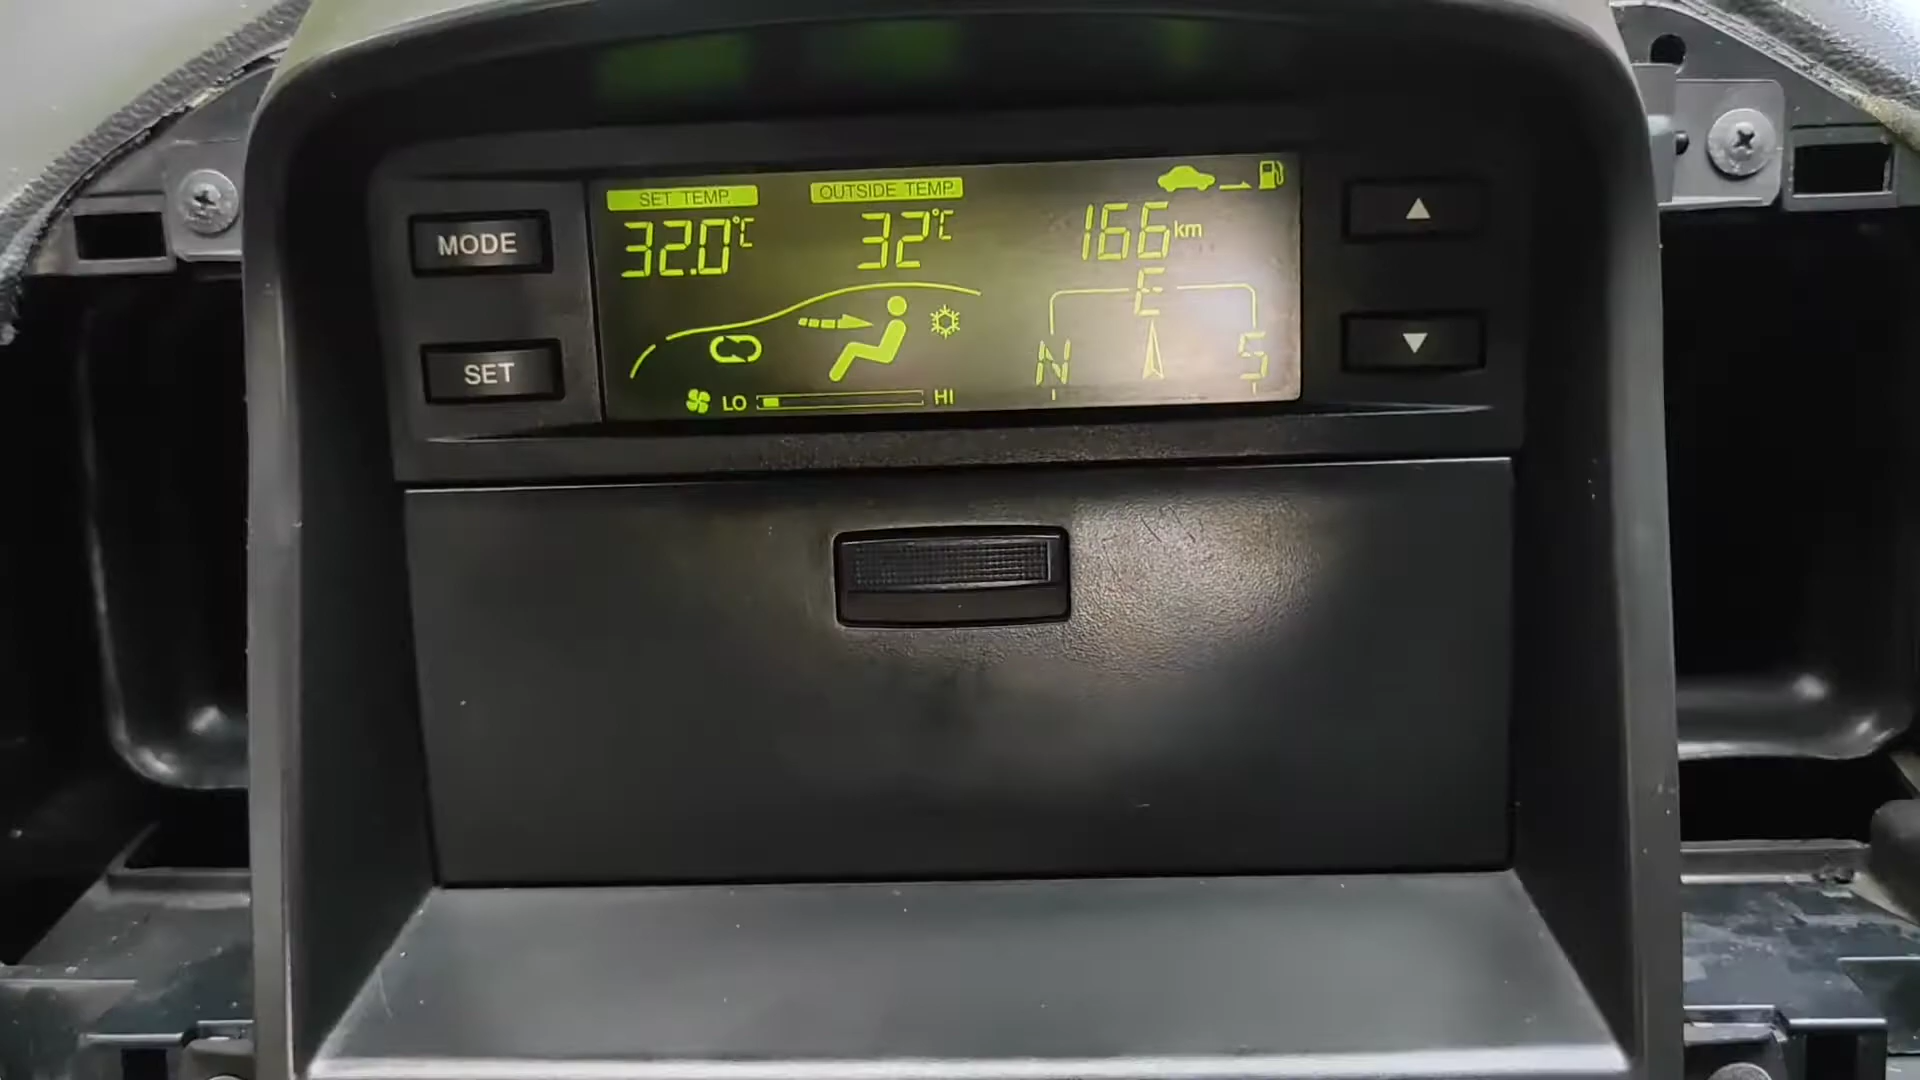 MODE
SET
SET TEMP.
32.0°C
OUTSIDE TEMP.
32°C
166km
E
N
S
LO
HI